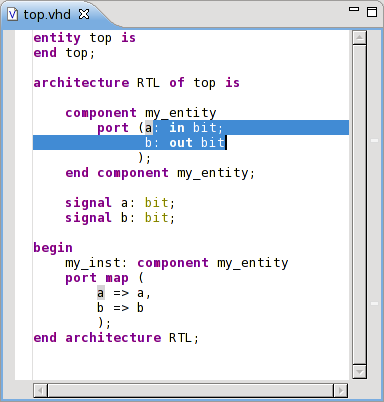 top.vhd
entity top is
end top;
architecture RTL of top is
component my_entity
port (a: in bit;
b: out bit
);
end component my_entity;
signal a: bit;
signal b: bit;
begin
my_inst: component my_entity
port map (
a => a,
b => b
);
end architecture RTL;